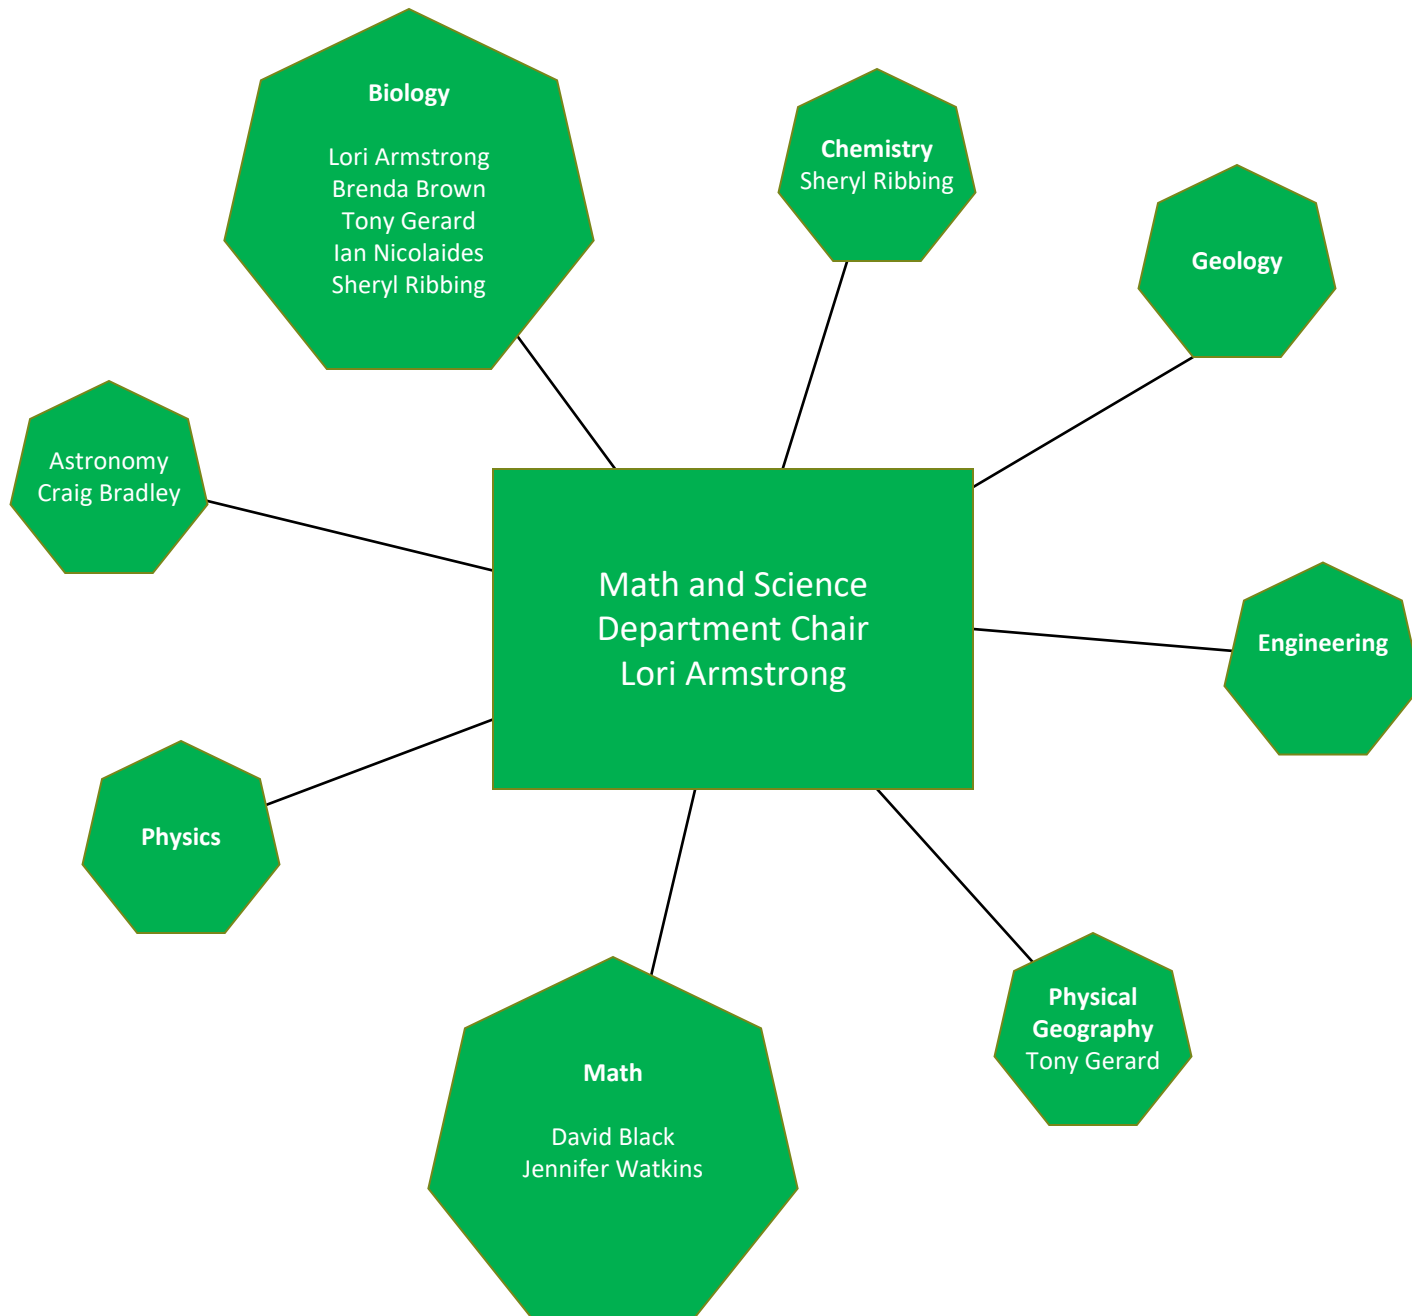 Biology
Lori Armstrong
Brenda Brown
Tony Gerard
Ian Nicolaides
Sheryl Ribbing
Chemistry
Sheryl Ribbing
Geology
Astronomy
Craig Bradley
Math and Science
Department Chair
Lori Armstrong
Engineering
Physics
Physical
Geography
Tony Gerard
Math
David Black
Jennifer Watkins